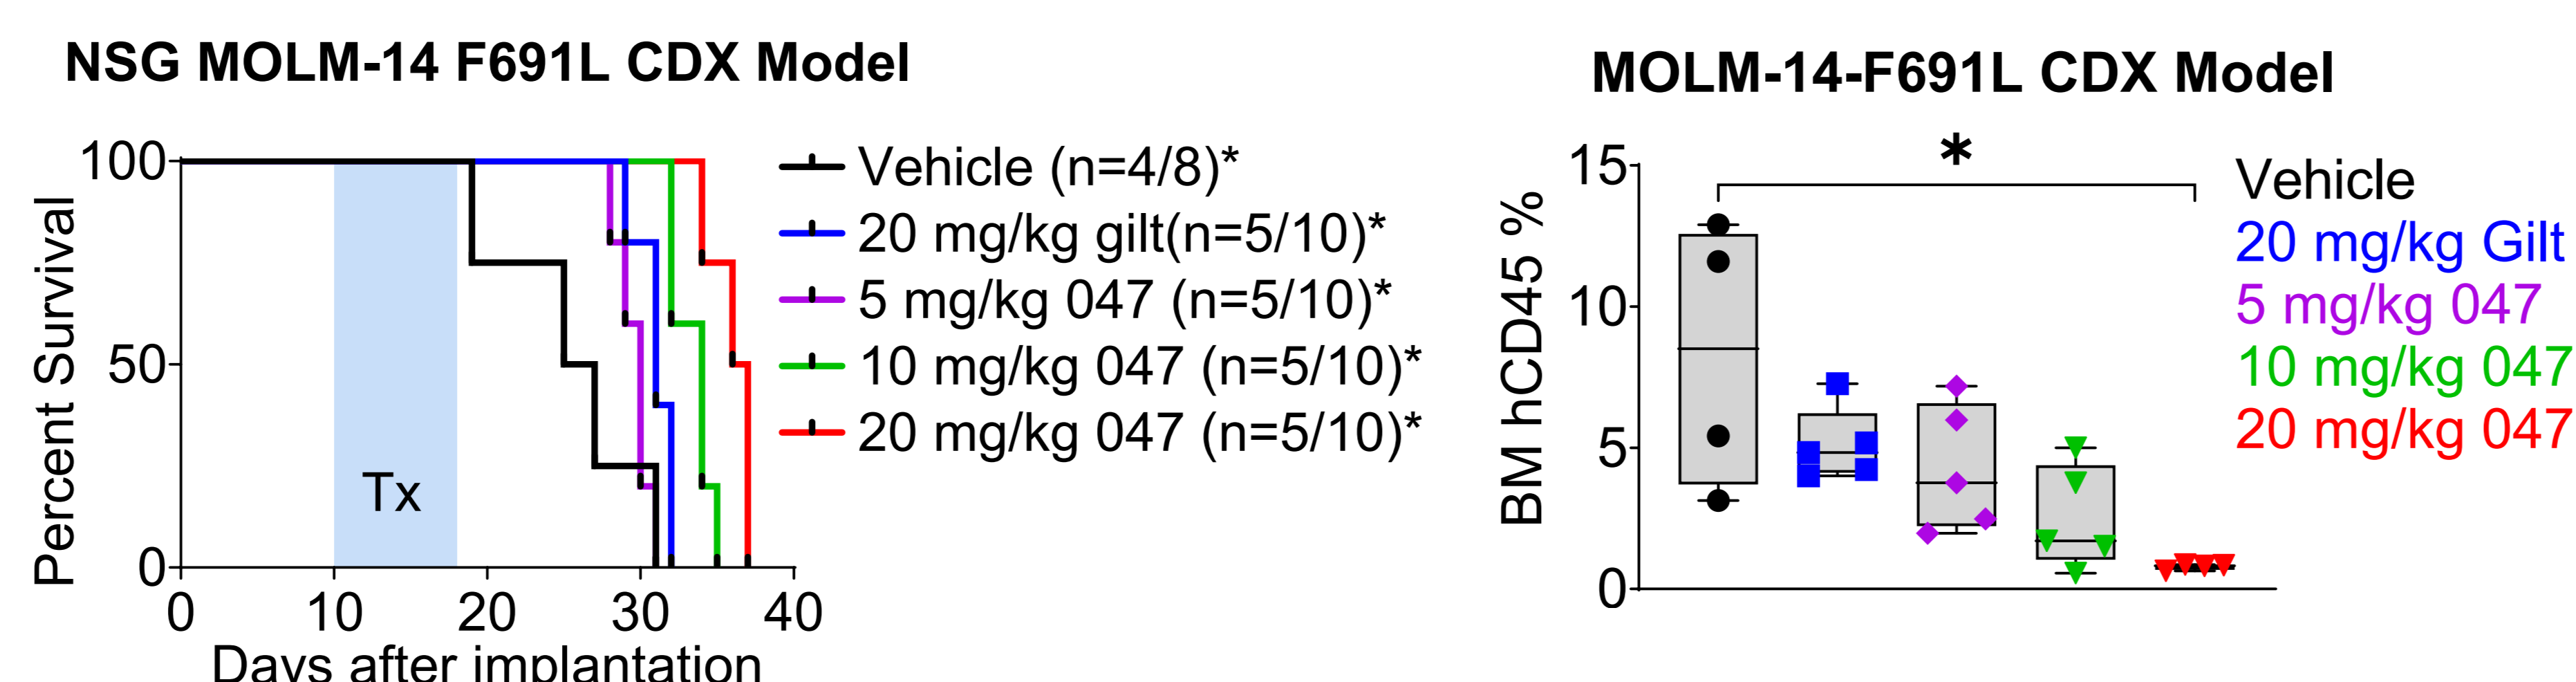 NSG MOLM-14 F691L CDX Model
Percent Survival
100
50
0
Tx
0 10 20 30 40
Days after implantation
Vehicle (n=4/8)*
20 mg/kg gilt(n=5/10)*
5 mg/kg 047 (n=5/10)*
10 mg/kg 047 (n=5/10)*
20 mg/kg 047 (n=5/10)*
MOLM-14-F691L CDX Model
BM hCD45 %
15
10
5
0
*
Vehicle
20 mg/kg Gilt
5 mg/kg 047
10 mg/kg 047
20 mg/kg 047